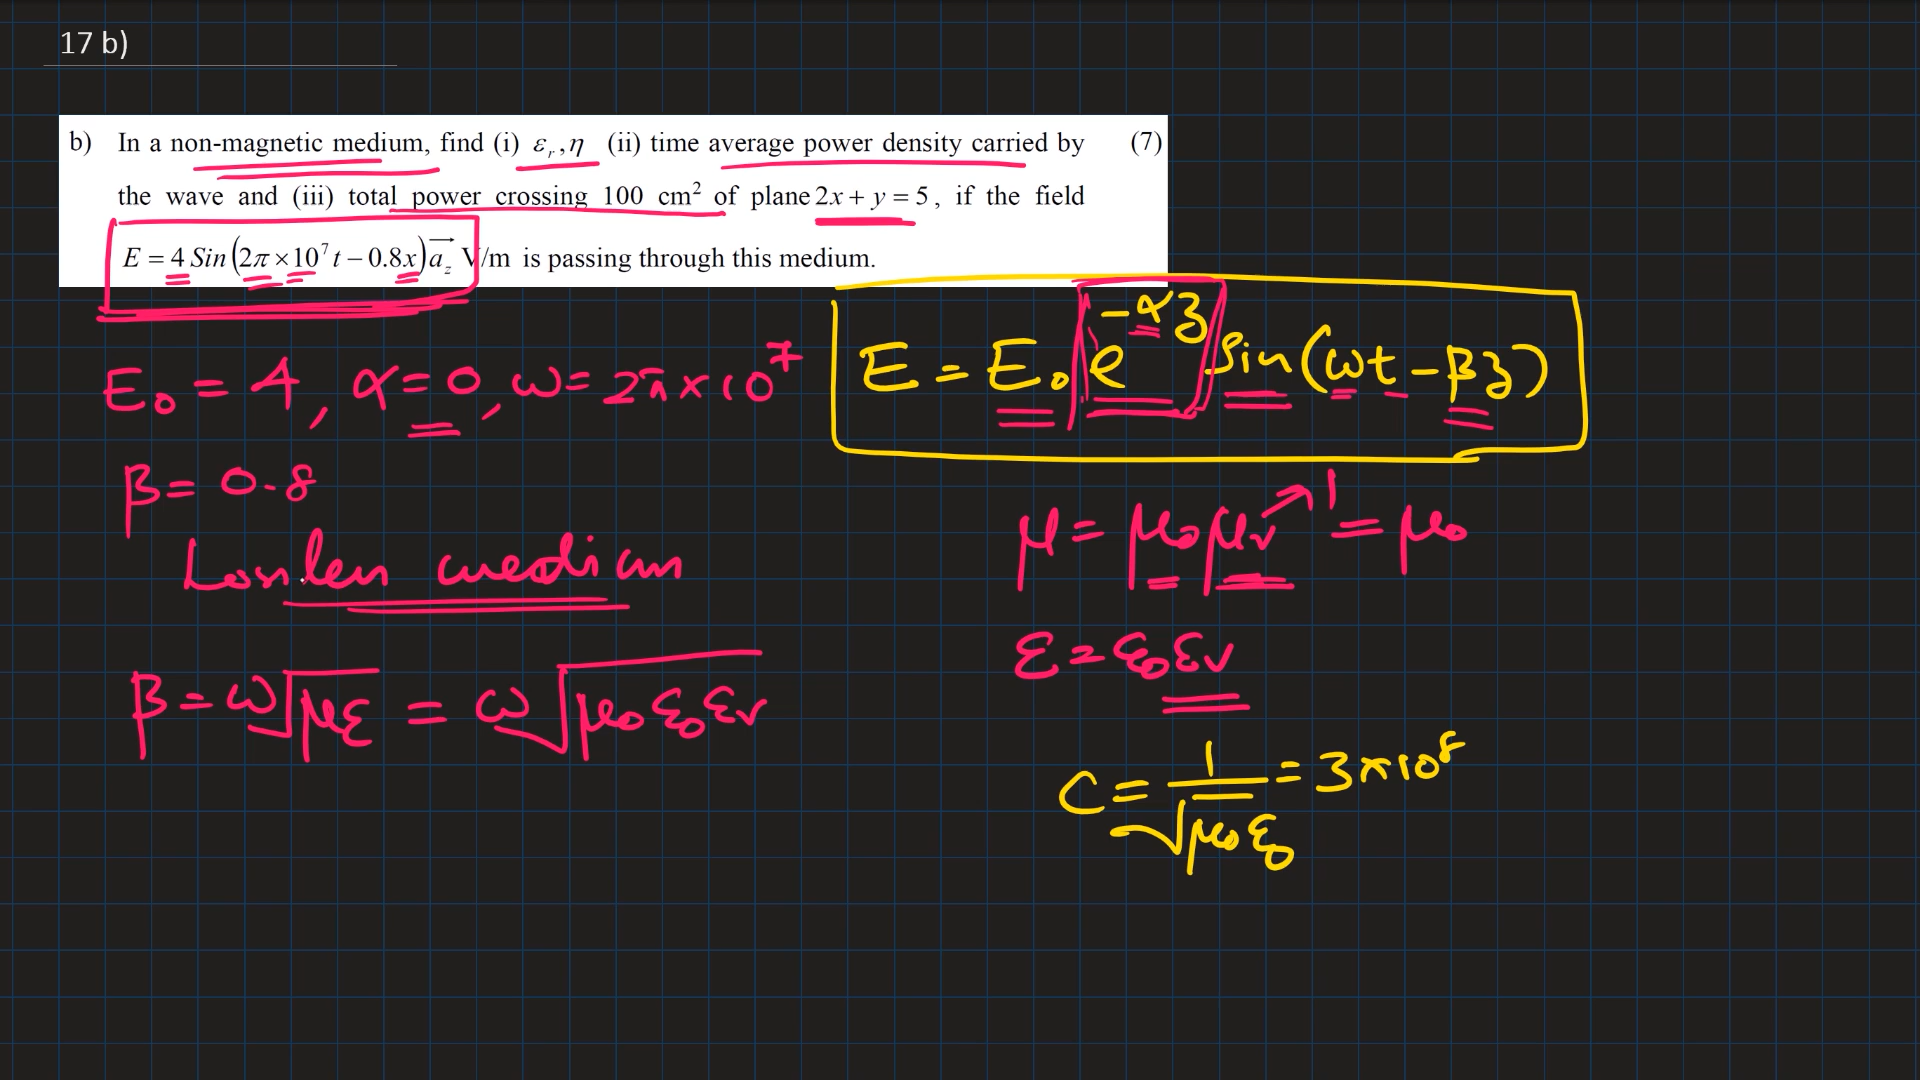 17 b)
b) In a non-magnetic medium, find (i) εᵣ, η (ii) time average power density carried by (7)
the wave and (iii) total power crossing 100 cm² of plane 2x + y = 5, if the field
E = 4 Sin(2π × 10⁷ t − 0.8x) a⃗_z V/m is passing through this medium.
E = E₀ e^(-αz) Sin(ωt − βz)
E₀ = 4, α = 0, ω = 2π × 10⁷
β = 0.8
μ = μ₀μᵣ → 1 = μ₀
medium
ε = ε₀εᵣ
β = ω√με = ω√μ₀ε₀εᵣ
C = 1/√μ₀ε₀ = 3×10⁸